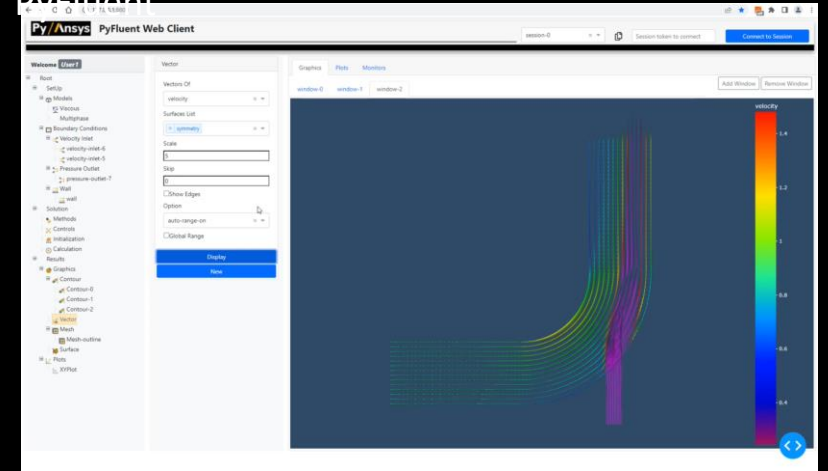 PyFluent
Py/Ansys PyFluent Web Client
session-0
Session token to connect
Connect to Session
Welcome User1
Root
SetUp
Models
Viscous
Multiphase
Boundary Conditions
Velocity Inlet
velocity-inlet-6
velocity-inlet-5
Pressure Outlet
pressure-outlet-7
Wall
wall
Solution
Methods
Controls
Initialization
Calculation
Results
Graphics
Contour
Contour-0
Contour-1
Contour-2
Vector
Mesh
Mesh-outline
Surface
Plots
XYPlot
Vector
Vectors Of
velocity
Surfaces List
× symmetry
Scale
5
Skip
0
Show Edges
Option
auto-range-on
Global Range
Display
New
Graphics Plots Monitors
window-0 window-1 window-2
Add Window Remove Window
velocity
1.4
1.2
1
0.8
0.6
0.4